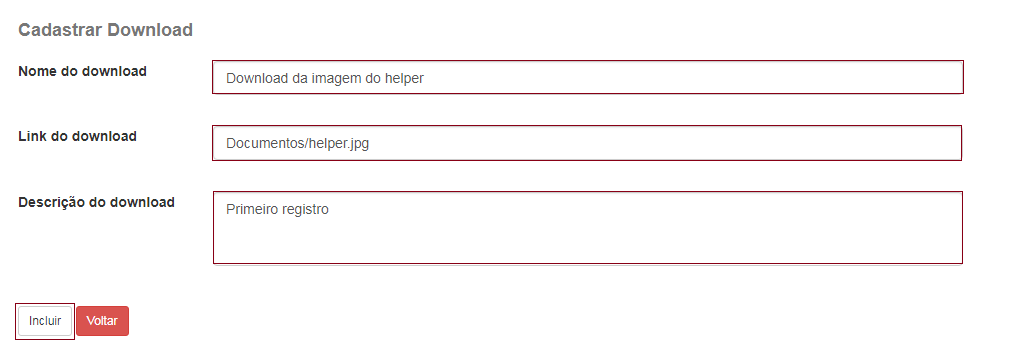 Cadastrar Download
Nome do download
Download da imagem do helper
Link do download
Documentos/helper.jpg
Descrição do download
Primeiro registro
Incluir Voltar